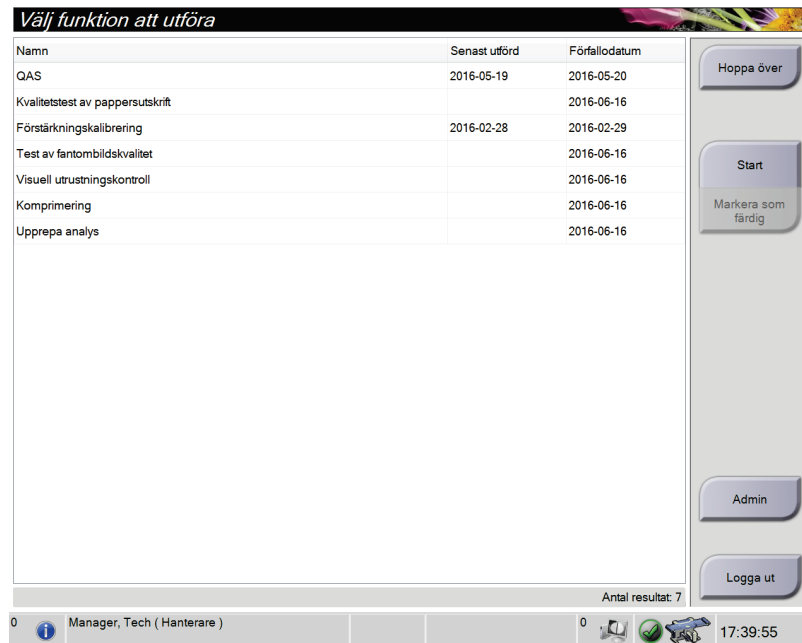 Välj funktion att utföra
Namn Senast utförd Förfallodatum
QAS 2016-05-19 2016-05-20
Kvalitetstest av pappersutskrift 2016-06-16
Förstärkningskalibrering 2016-02-28 2016-02-29
Test av fantombildskvalitet 2016-06-16
Visuell utrustningskontroll 2016-06-16
Komprimering 2016-06-16
Upprepa analys 2016-06-16
Antal resultat: 7
Hoppa över
Start
Markera som
färdig
Admin
Logga ut
0 Manager, Tech ( Hanterare ) 0 17:39:55